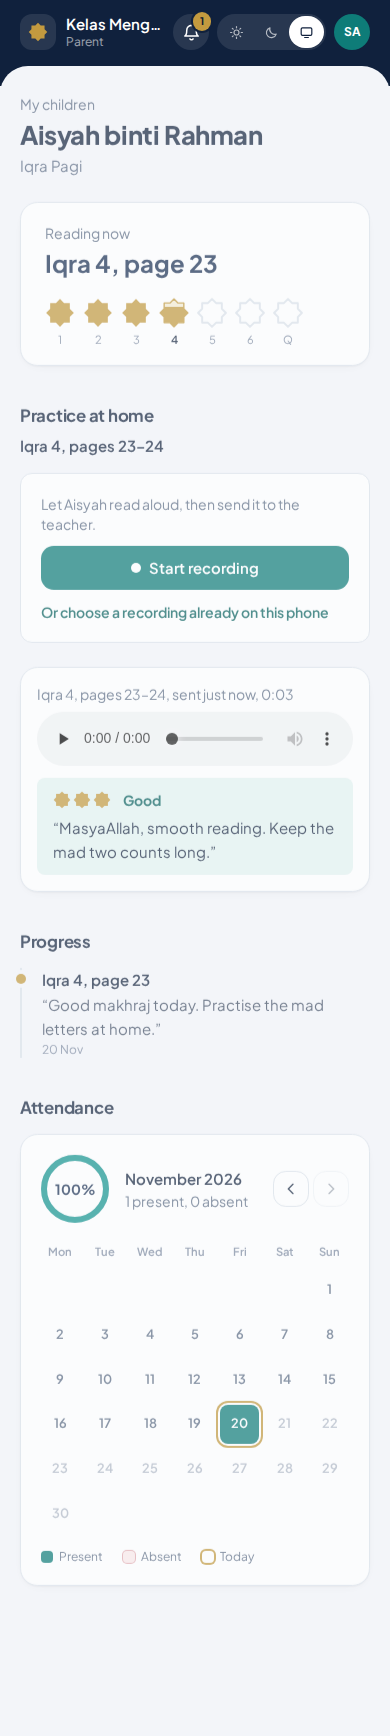 Kelas Meng…
Parent
1
SA
My children
Aisyah binti Rahman
Iqra Pagi
Reading now
Iqra 4, page 23
1 2 3 4 5 6 Q
Practice at home
Iqra 4, pages 23–24
Let Aisyah read aloud, then send it to the
teacher.
Start recording
Or choose a recording already on this phone
Iqra 4, pages 23–24, sent just now, 0:03
0:00 / 0:00
Good
“MasyaAllah, smooth reading. Keep the
mad two counts long.”
Progress
Iqra 4, page 23
“Good makhraj today. Practise the mad
letters at home.”
20 Nov
Attendance
100%
November 2026
1 present, 0 absent
Mon Tue Wed Thu Fri Sat Sun
1
2 3 4 5 6 7 8
9 10 11 12 13 14 15
16 17 18 19 20 21 22
23 24 25 26 27 28 29
30
Present Absent Today